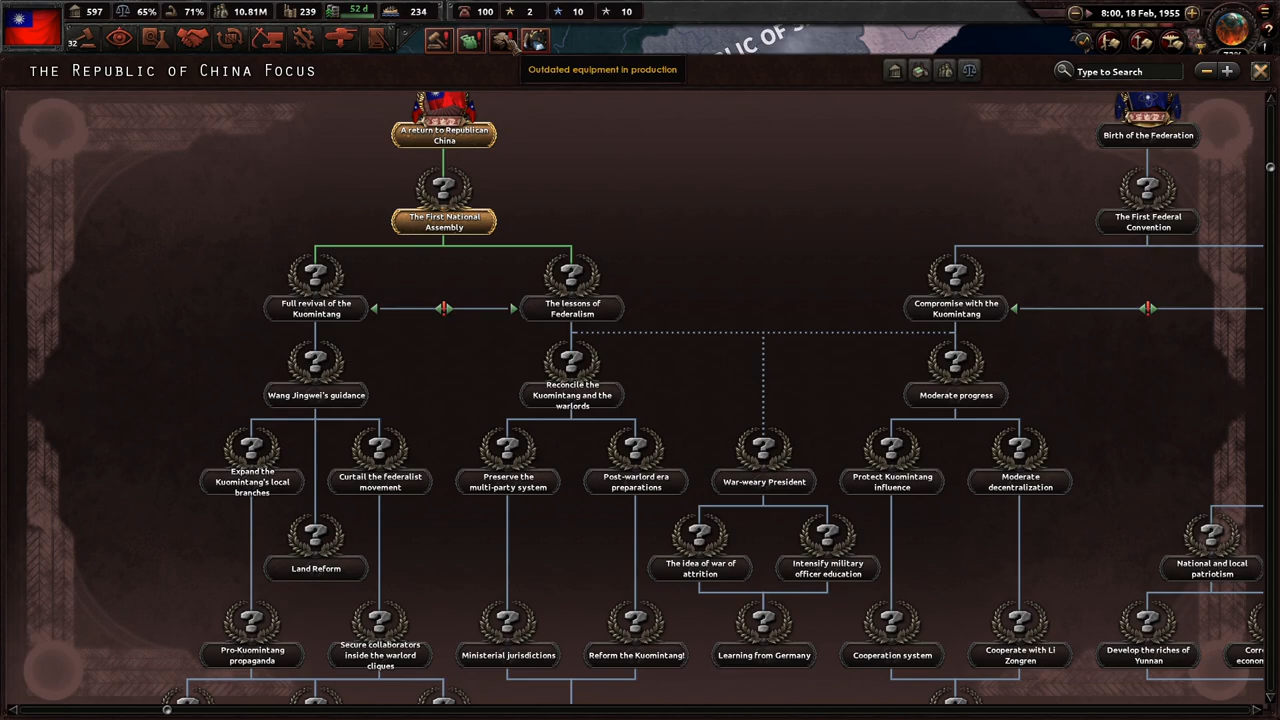 597
65%
71%
10.81M
239
52 d
234
100
2
10
10
8:00, 18 Feb, 1955
32
LIC OF S
THE REPUBLIC OF CHINA FOCUS
Outdated equipment in production
Type to Search
A return to Republican
China
Birth of the Federation
The First National
Assembly
The First Federal
Convention
Full revival of the
Kuomintang
The lessons of
Federalism
Compromise with the
Kuomintang
Wang Jingwei's guidance
Reconcile the
Kuomintang and the
warlords
Moderate progress
Expand the
Kuomintang's local
branches
Curtail the federalist
movement
Preserve the
multi-party system
Post-warlord era
preparations
War-weary President
Protect Kuomintang
influence
Moderate
decentralization
Land Reform
The idea of war of
attrition
Intensify military
officer education
National and local
patriotism
Pro-Kuomintang
propaganda
Secure collaborators
inside the warlord
cliques
Ministerial jurisdictions
Reform the Kuomintang!
Learning from Germany
Cooperation system
Cooperate with Li
Zongren
Develop the riches of
Yunnan
Corr
econom